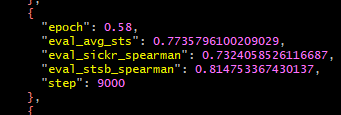 },
{
"epoch": 0.58,
"eval_avg_sts": 0.7735796100209029,
"eval_sickr_spearman": 0.7324058526116687,
"eval_stsb_spearman": 0.814753367430137,
"step": 9000
},
{